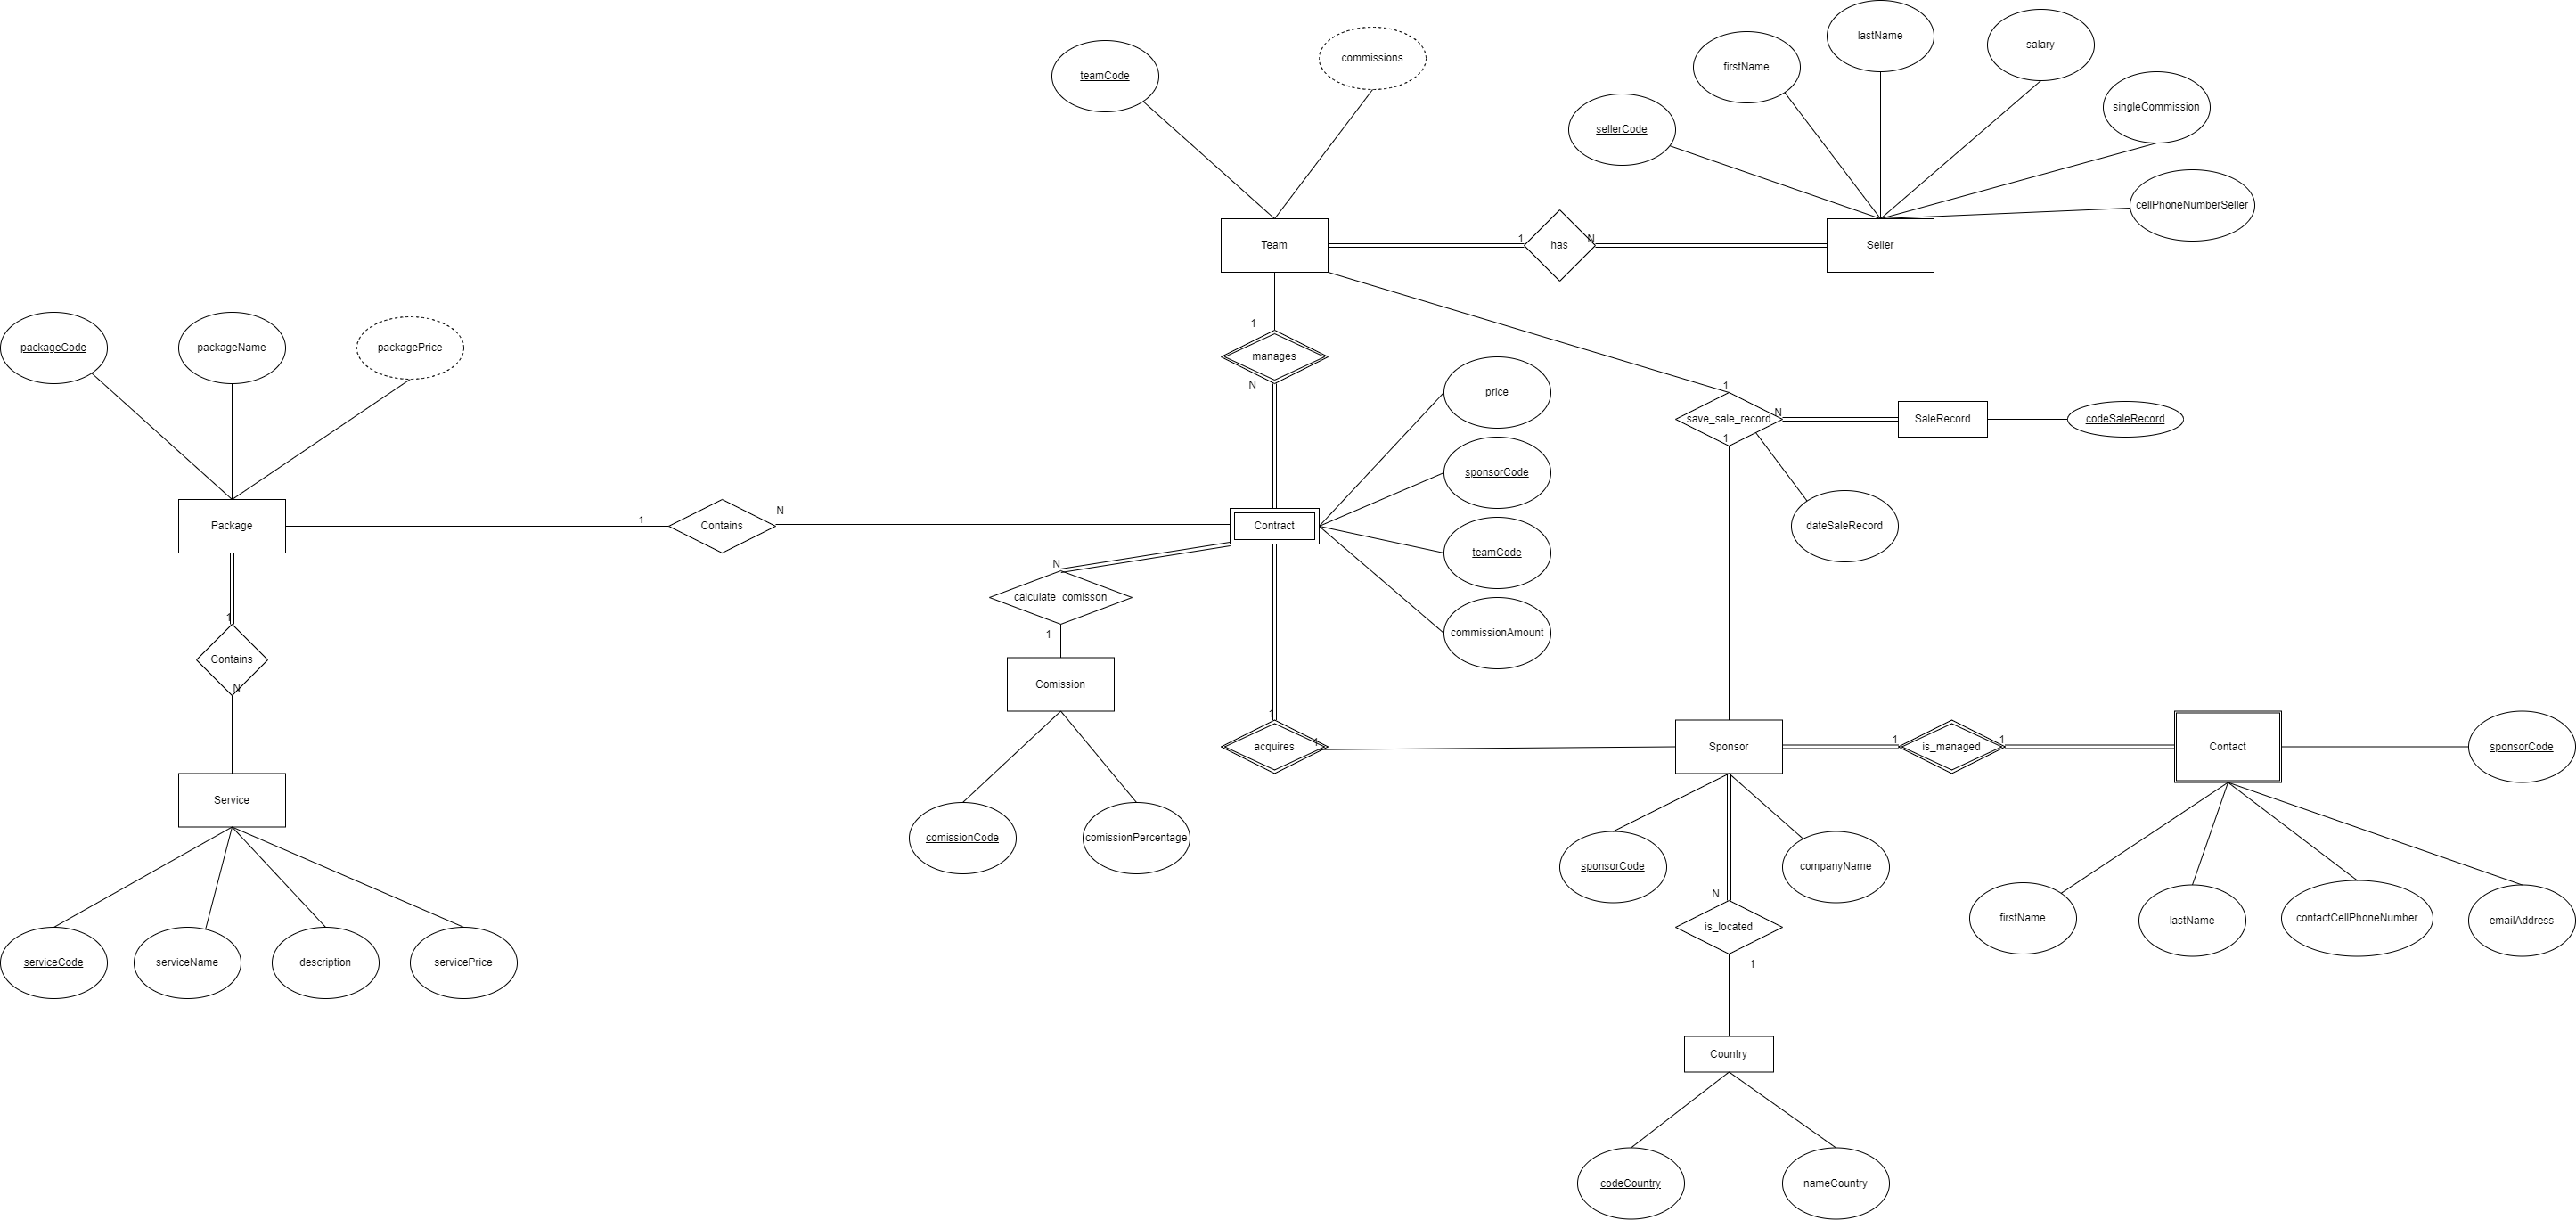 lastName
salary
commissions
firstName
teamCode
singleCommission
sellerCode
cellPhoneNumberSeller
Team
1
has
N
Seller
1
manages
N
packageCode
packageName
packagePrice
price
1
save_sale_record
N
1
SaleRecord
codeSaleRecord
sponsorCode
Package
1
Contains
N
Contract
dateSaleRecord
teamCode
N
calculate_comisson
1
commissionAmount
1
Contains
N
Comission
1
acquires
1
Sponsor
1
is_managed
1
Contact
sponsorCode
Service
comissionCode
comissionPercentage
sponsorCode
companyName
N
is_located
1
firstName
lastName
contactCellPhoneNumber
emailAddress
serviceCode
serviceName
description
servicePrice
Country
codeCountry
nameCountry